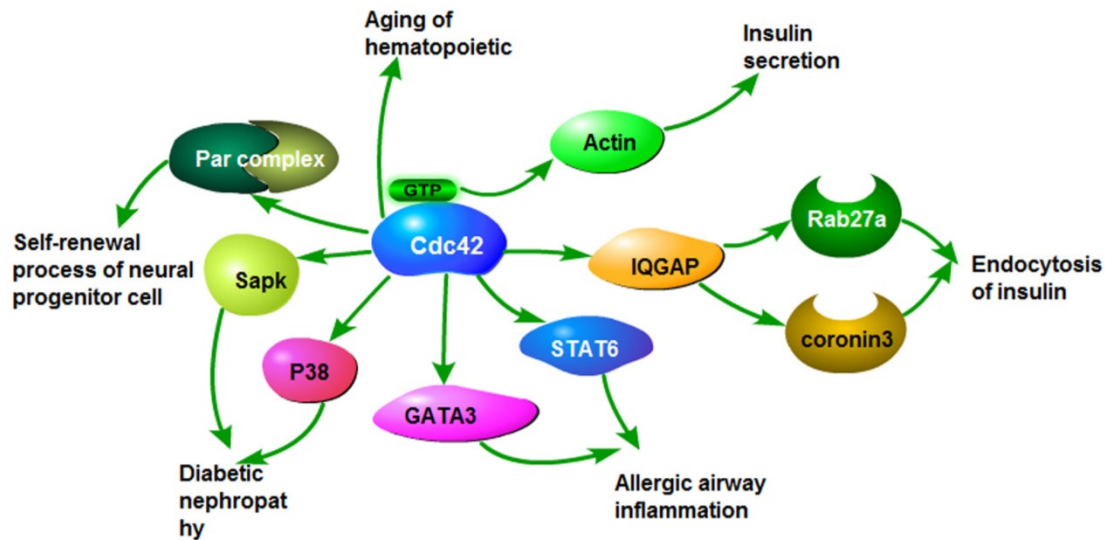 Aging of
hematopoietic
Insulin
secretion
Actin
Par complex
GTP
Rab27a
Cdc42
Self-renewal
process of neural
progenitor cell
Sapk
IQGAP
Endocytosis
of insulin
STAT6
coronin3
P38
GATA3
Diabetic
nephropat
hy
Allergic airway
inflammation